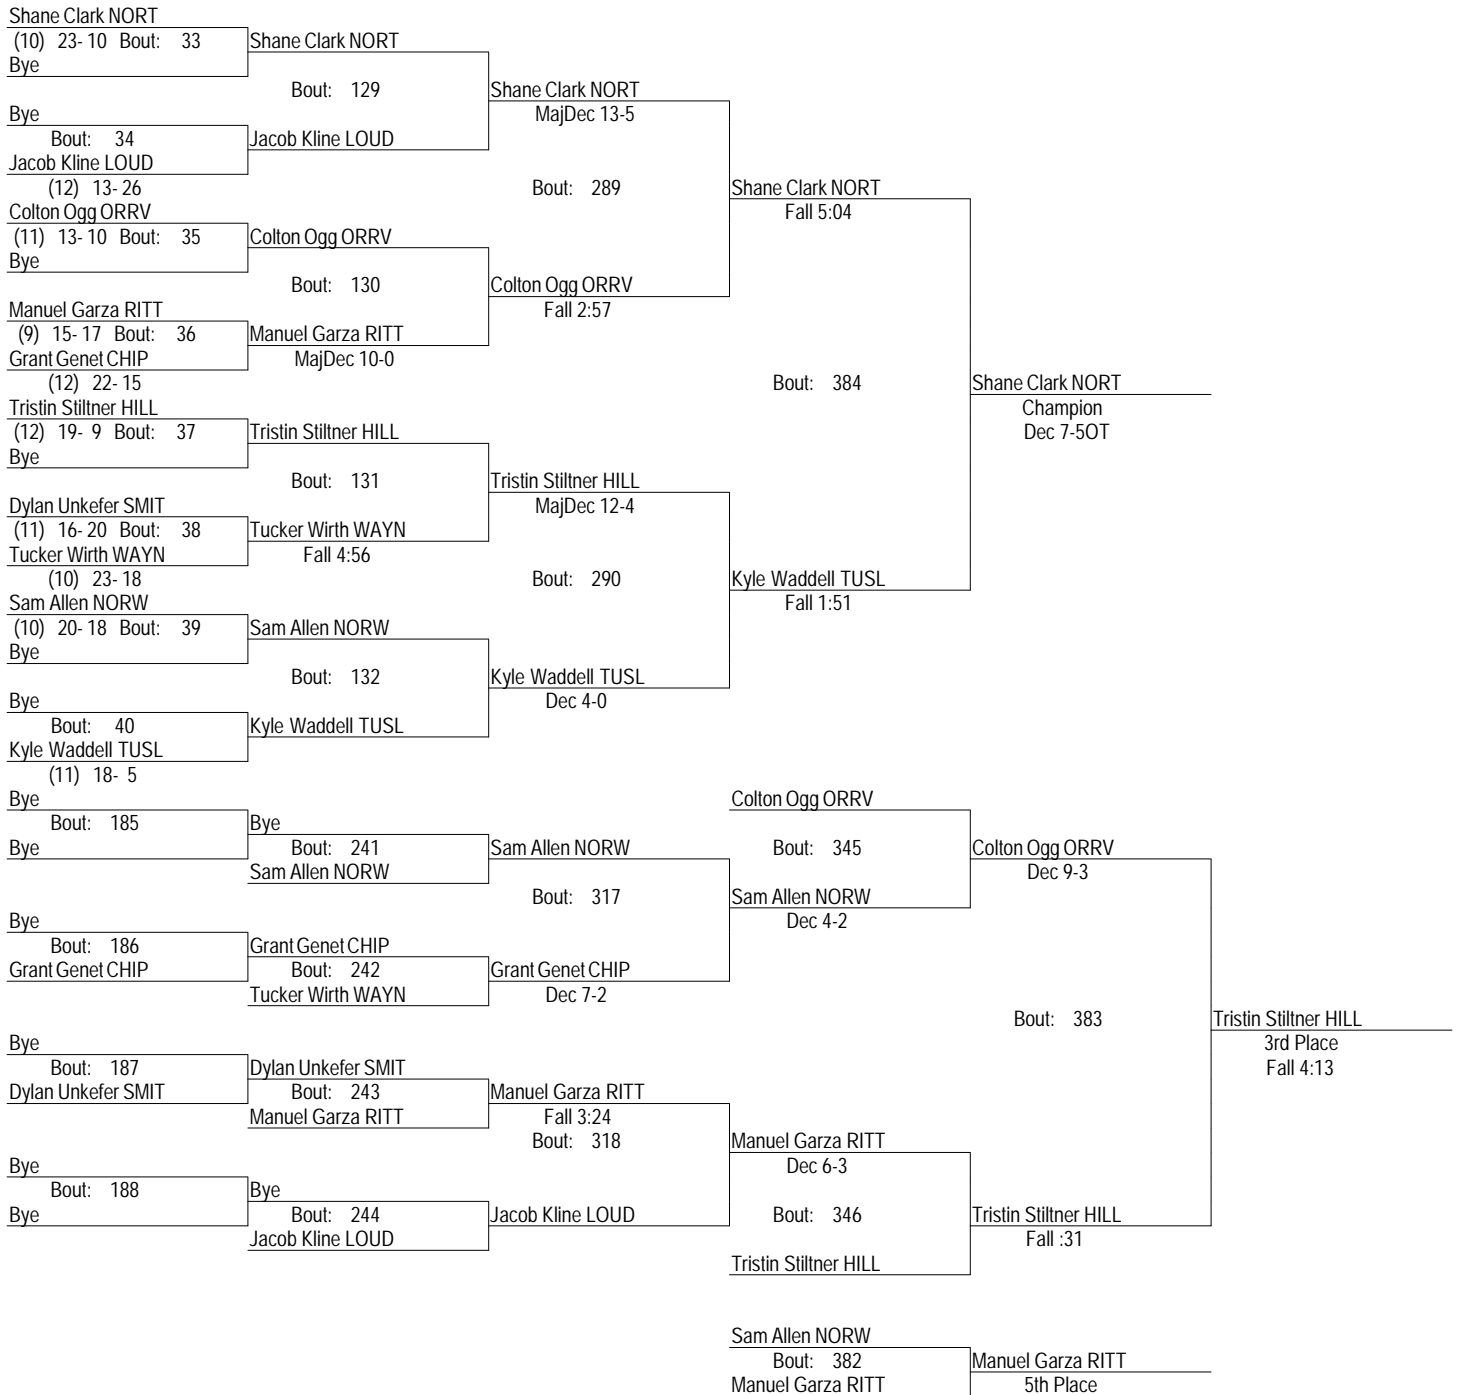 Shane Clark NORT
(10) 23- 10 Bout: 33
Bye
Shane Clark NORT
Bout: 129
Bye
Bout: 34
Jacob Kline LOUD
(12) 13- 26
Jacob Kline LOUD
Shane Clark NORT
MajDec 13-5
Bout: 289
Colton Ogg ORRV
(11) 13- 10 Bout: 35
Bye
Colton Ogg ORRV
Bout: 130
Manuel Garza RITT
(9) 15- 17 Bout: 36
Grant Genet CHIP
(12) 22- 15
Manuel Garza RITT
MajDec 10-0
Colton Ogg ORRV
Fall 2:57
Shane Clark NORT
Fall 5:04
Bout: 384
Tristin Stiltner HILL
(12) 19- 9 Bout: 37
Bye
Tristin Stiltner HILL
Bout: 131
Dylan Unkefer SMIT
(11) 16- 20 Bout: 38
Tucker Wirth WAYN
(10) 23- 18
Tucker Wirth WAYN
Fall 4:56
Tristin Stiltner HILL
MajDec 12-4
Bout: 290
Sam Allen NORW
(10) 20- 18 Bout: 39
Bye
Sam Allen NORW
Bout: 132
Bye
Bout: 40
Kyle Waddell TUSL
(11) 18- 5
Kyle Waddell TUSL
Kyle Waddell TUSL
Dec 4-0
Kyle Waddell TUSL
Fall 1:51
Shane Clark NORT
Champion
Dec 7-5OT
Bye
Bout: 185
Bye
Bye
Bout: 241
Sam Allen NORW
Sam Allen NORW
Bout: 317
Bye
Bout: 186
Grant Genet CHIP
Grant Genet CHIP
Bout: 242
Tucker Wirth WAYN
Grant Genet CHIP
Dec 7-2
Colton Ogg ORRV
Bout: 345
Sam Allen NORW
Dec 4-2
Colton Ogg ORRV
Dec 9-3
Bout: 383
Bye
Bout: 187
Dylan Unkefer SMIT
Dylan Unkefer SMIT
Bout: 243
Manuel Garza RITT
Manuel Garza RITT
Fall 3:24
Bout: 318
Bye
Bout: 188
Bye
Bye
Bout: 244
Jacob Kline LOUD
Jacob Kline LOUD
Manuel Garza RITT
Dec 6-3
Bout: 346
Tristin Stiltner HILL
Tristin Stiltner HILL
Fall :31
Tristin Stiltner HILL
3rd Place
Fall 4:13
Sam Allen NORW
Bout: 382
Manuel Garza RITT
Manuel Garza RITT
5th Place